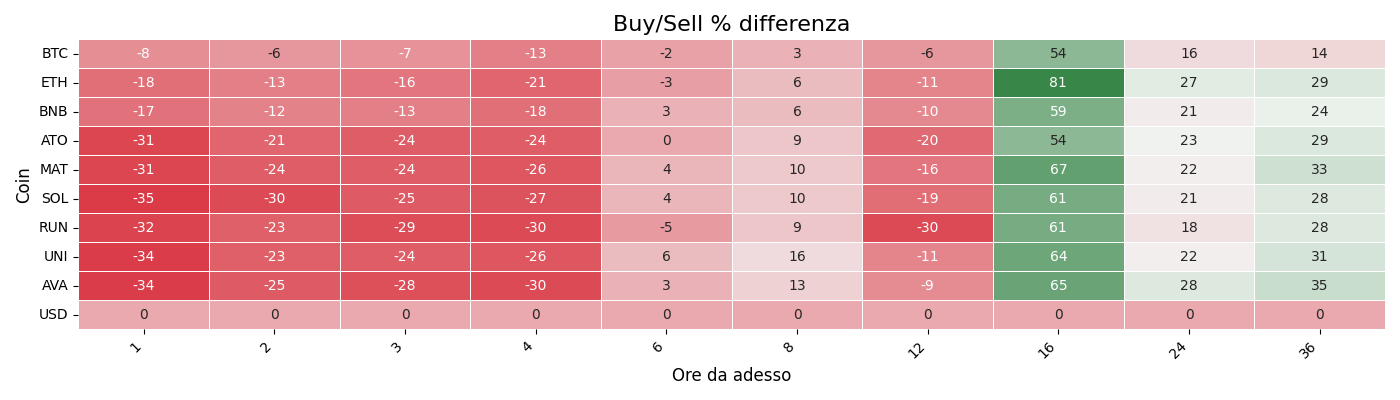 Buy/Sell % differenza
Coin
BTC -8 -6 -7 -13 -2 3 -6 54 16 14
ETH -18 -13 -16 -21 -3 6 -11 81 27 29
BNB -17 -12 -13 -18 3 6 -10 59 21 24
ATO -31 -21 -24 -24 0 9 -20 54 23 29
MAT -31 -24 -24 -26 4 10 -16 67 22 33
SOL -35 -30 -25 -27 4 10 -19 61 21 28
RUN -32 -23 -29 -30 -5 9 -30 61 18 28
UNI -34 -23 -24 -26 6 16 -11 64 22 31
AVA -34 -25 -28 -30 3 13 -9 65 28 35
USD 0 0 0 0 0 0 0 0 0 0
1 2 3 4 6 8 12 16 24 36
Ore da adesso